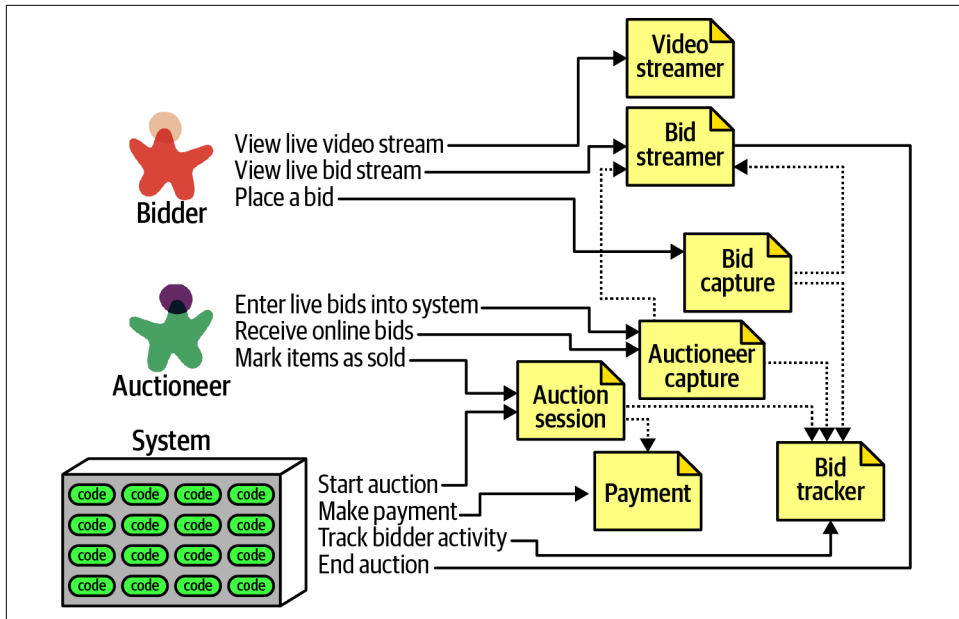 Video
streamer
Bid
streamer
View live video stream
View live bid stream
Place a bid
Bidder
Bid
capture
Enter live bids into system
Receive online bids
Mark items as sold
Auctioneer
Auctioneer
capture
Auction
session
System
code code code code
code code code code
code code code code
code code code code
Start auction
Make payment
Track bidder activity
End auction
Payment
Bid
tracker